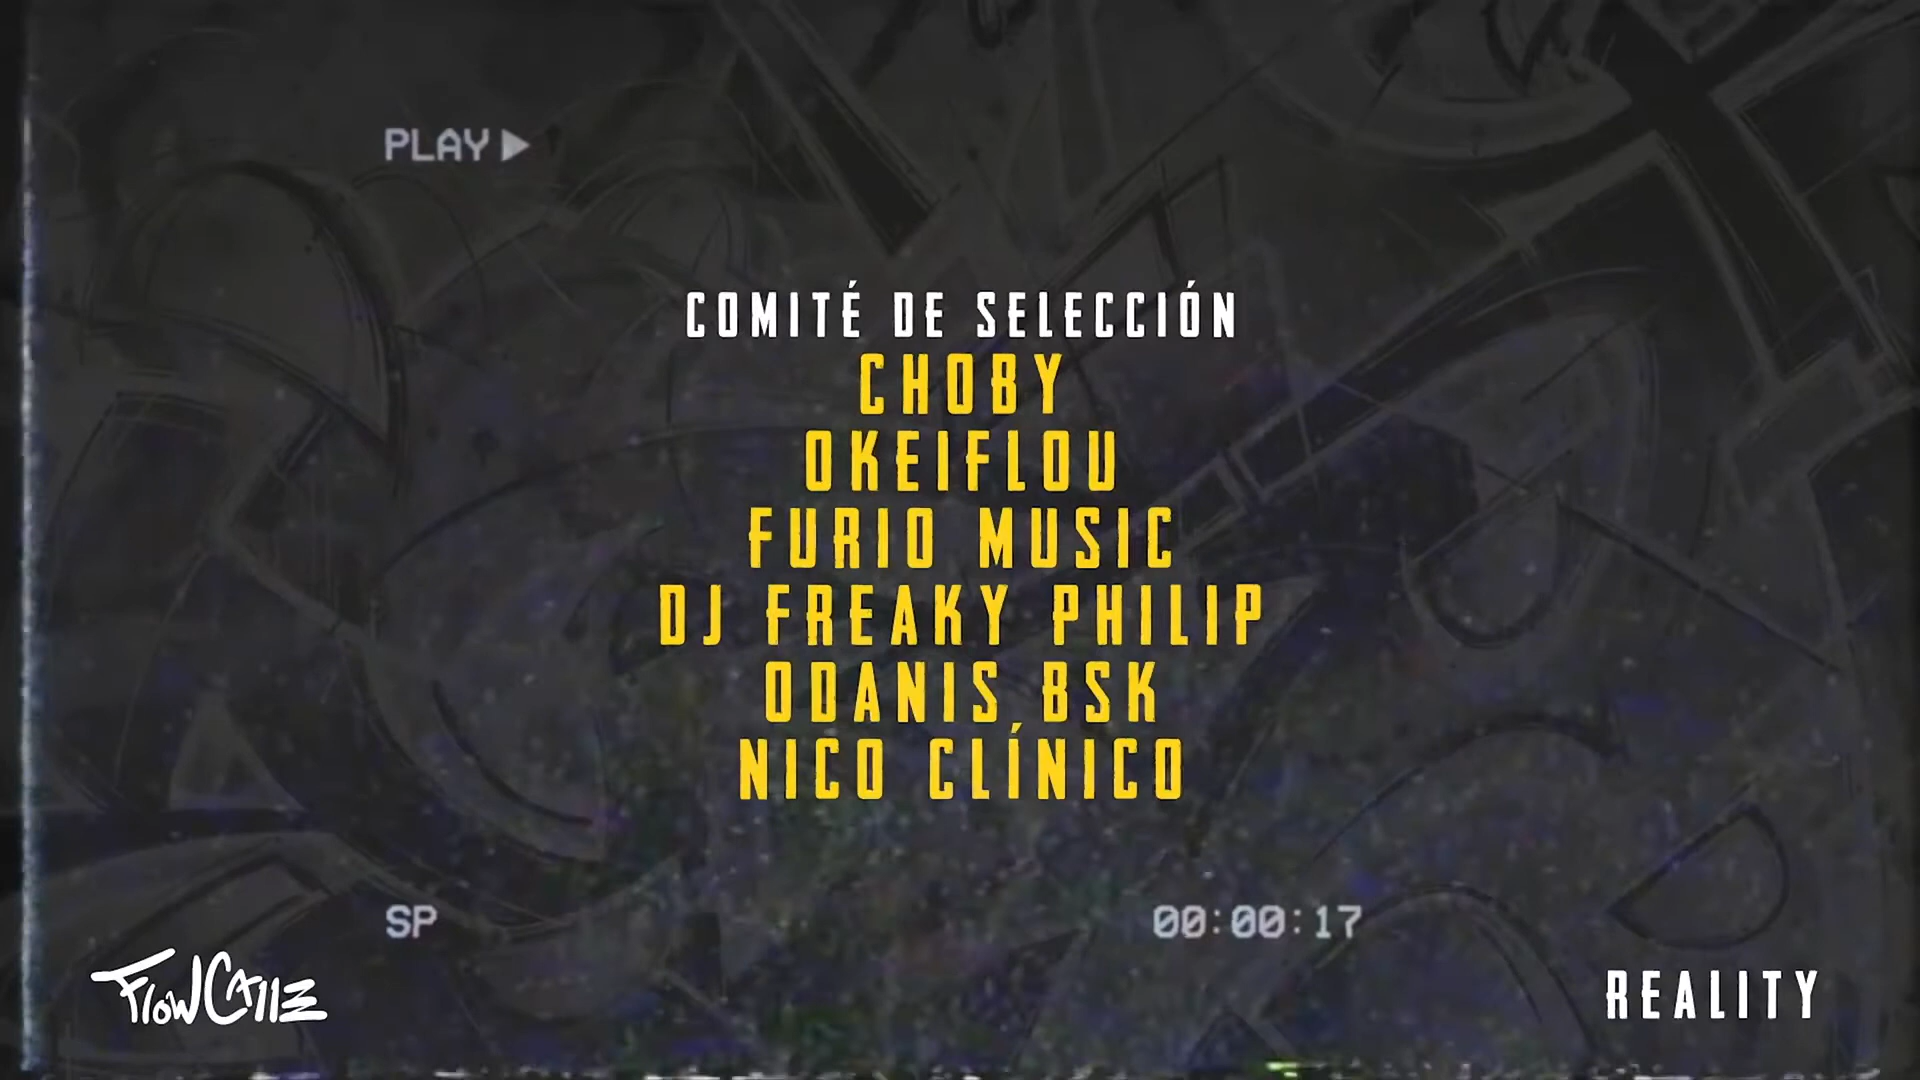 PLAY ▶
COMITÉ DE SELECCIÓN
CHOBY
OKEIFLOU
FURIO MUSIC
DJ FREAKY PHILIP
ODANIS BSK
NICO CLÍNICO
SP
00:00:17
FlowCallE
REALITY